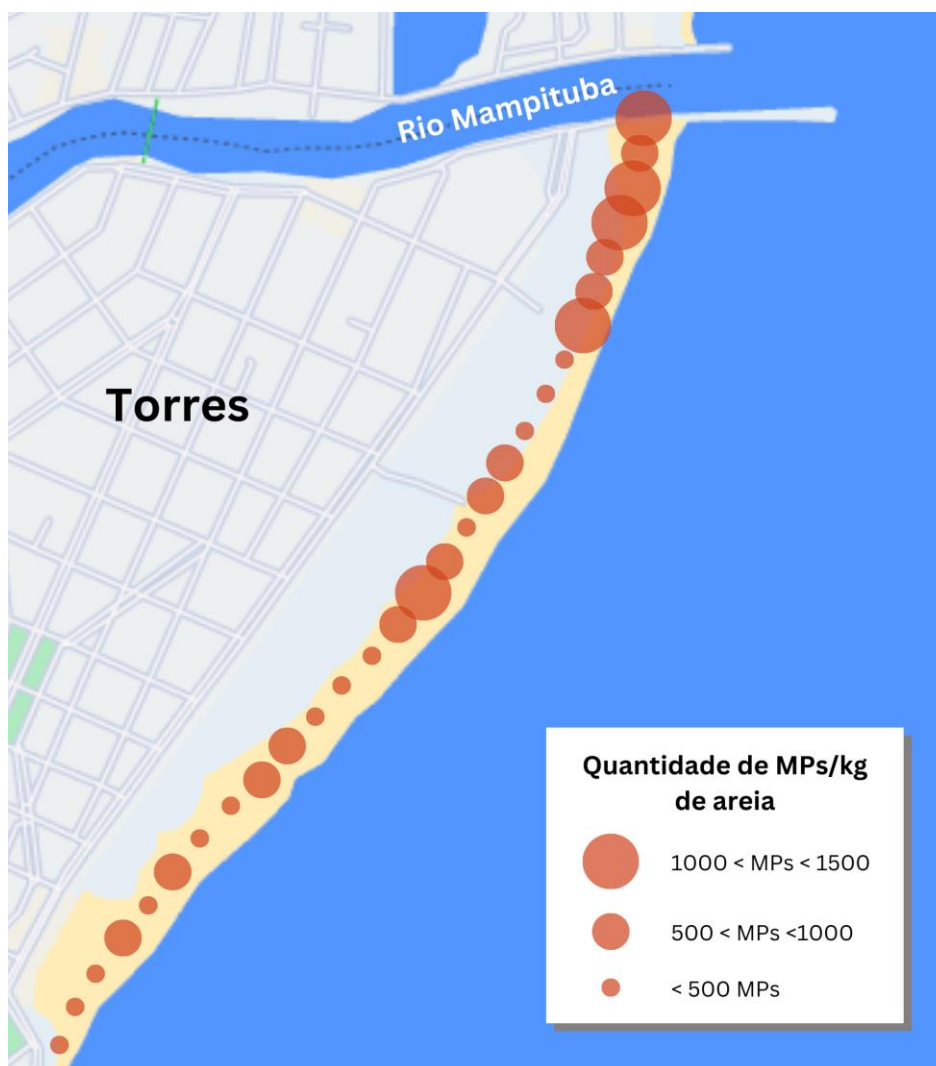 Rio Mampituba
Torres
Quantidade de MPs/kg
de areia
1000 < MPs < 1500
500 < MPs <1000
< 500 MPs